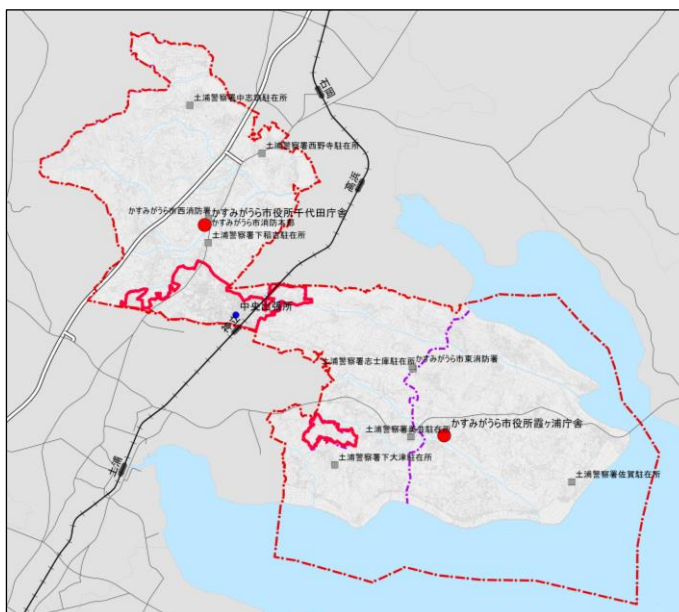 石岡
土浦警察署中志筑駐在所
土浦警察署西野寺駐在所
高浜
かすみがうら市西消防署
かすみがうら市役所千代田庁舎
かすみがうら市消防本部
土浦警察署下稲吉駐在所
中央出張所
神立
土浦警察署志士庫駐在所
かすみがうら市東消防署
かすみがうら市役所霞ヶ浦庁舎
土浦警察署下大津駐在所
土浦
土浦警察署佐賀駐在所